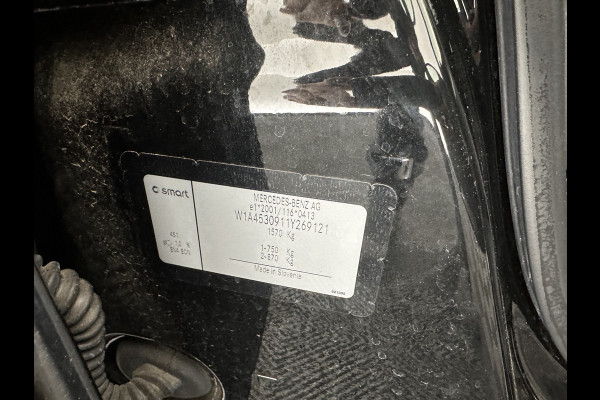 smart
MERCEDES-BENZ AG
e1*2001/116*0413
W1A4530911Y269121
1570 Kg
1-750 Kg
2-870 Kg
Made in Slovenia